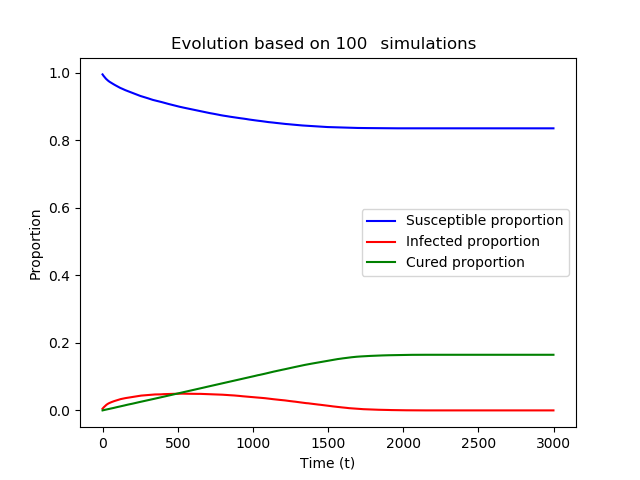 Evolution based on 100 simulations
1.0
0.8
0.6
0.4
0.2
0.0
Proportion
Susceptible proportion
Infected proportion
Cured proportion
0 500 1000 1500 2000 2500 3000
Time (t)